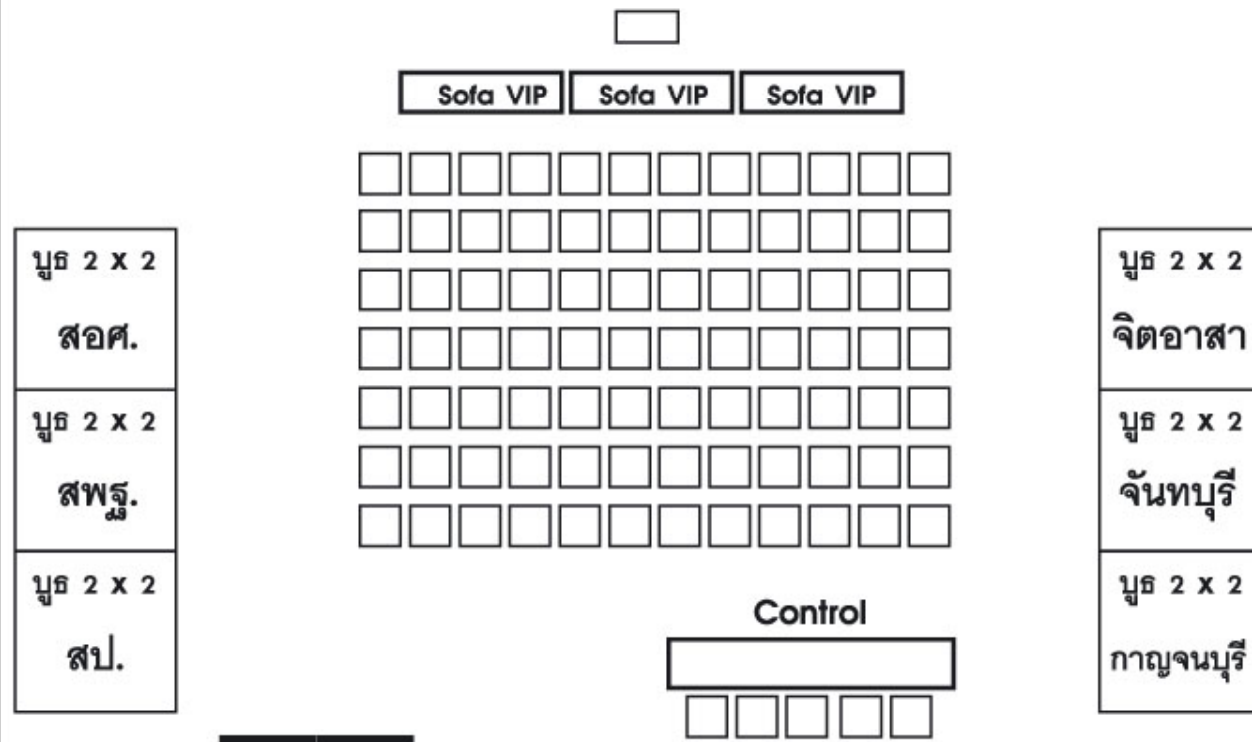 Sofa VIP Sofa VIP Sofa VIP
บูธ 2 x 2
สอศ.
บูธ 2 x 2
สพฐ.
บูธ 2 x 2
สป.
บูธ 2 x 2
จิตอาสา
บูธ 2 x 2
จันทบุรี
บูธ 2 x 2
กาญจนบุรี
Control